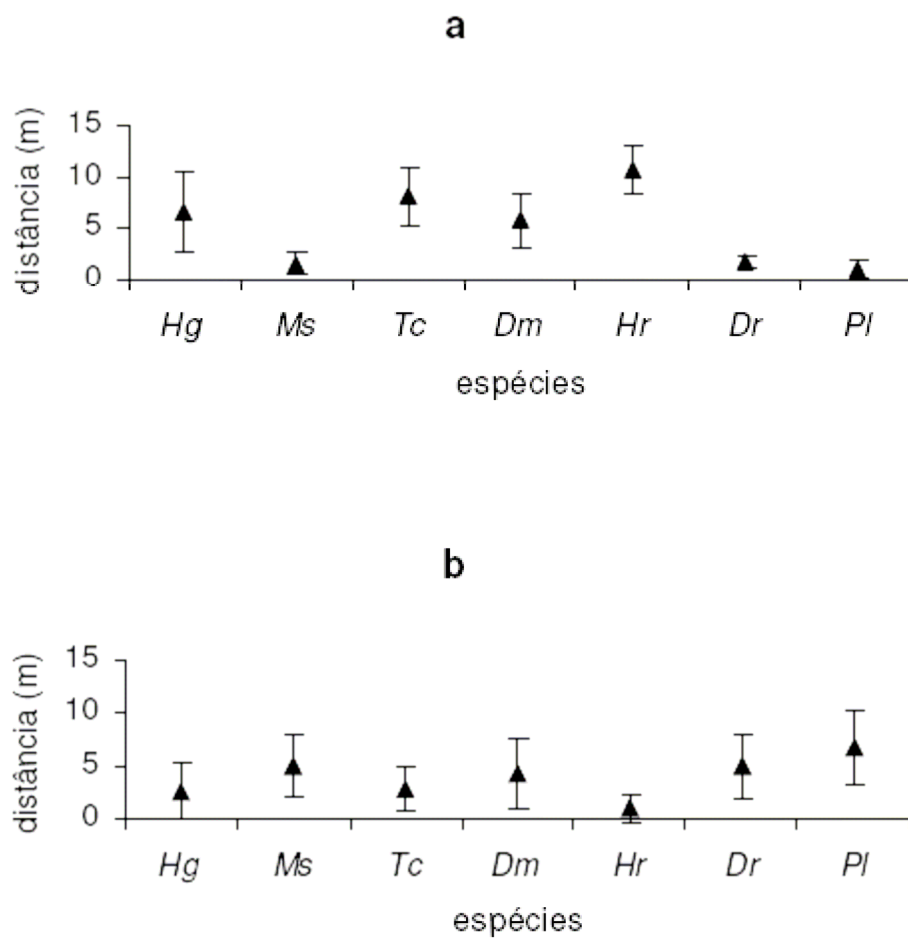 a
distância (m)
15
10
5
0
Hg Ms Tc Dm Hr Dr Pl
espécies
b
distância (m)
15
10
5
0
Hg Ms Tc Dm Hr Dr Pl
espécies